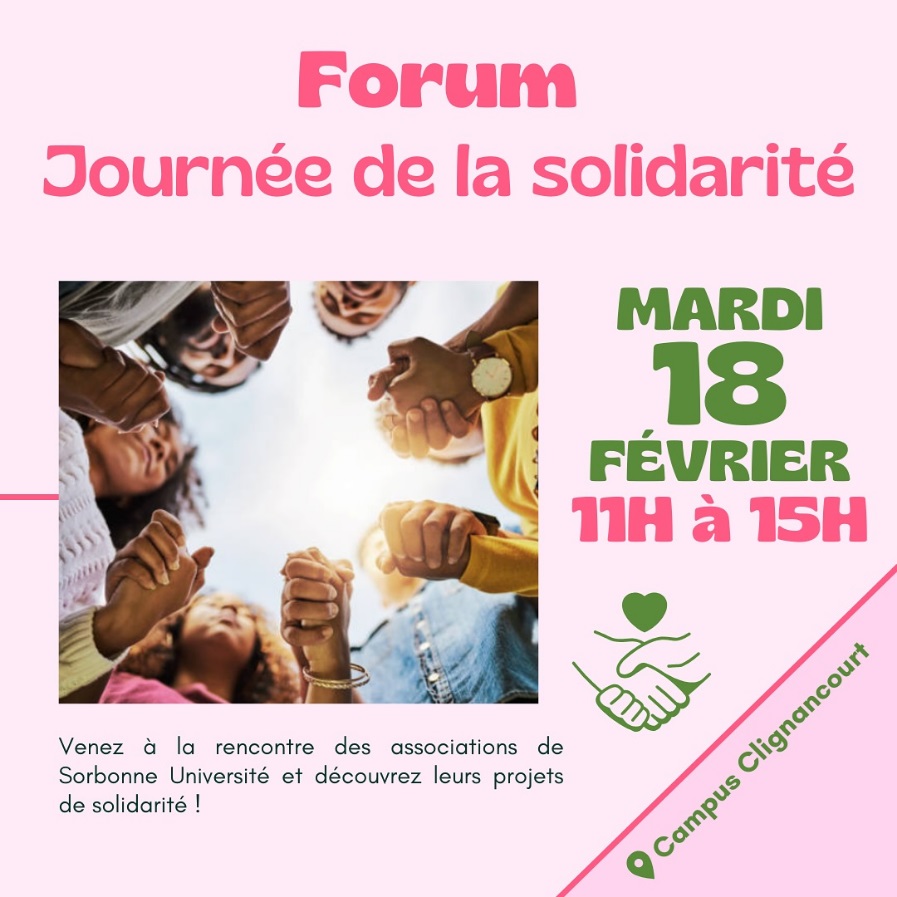 Forum
Journée de la solidarité
MARDI
18
FÉVRIER
11H à 15H
Venez à la rencontre des associations de
Sorbonne Université et découvrez leurs projets
de solidarité !
Campus Clignancourt